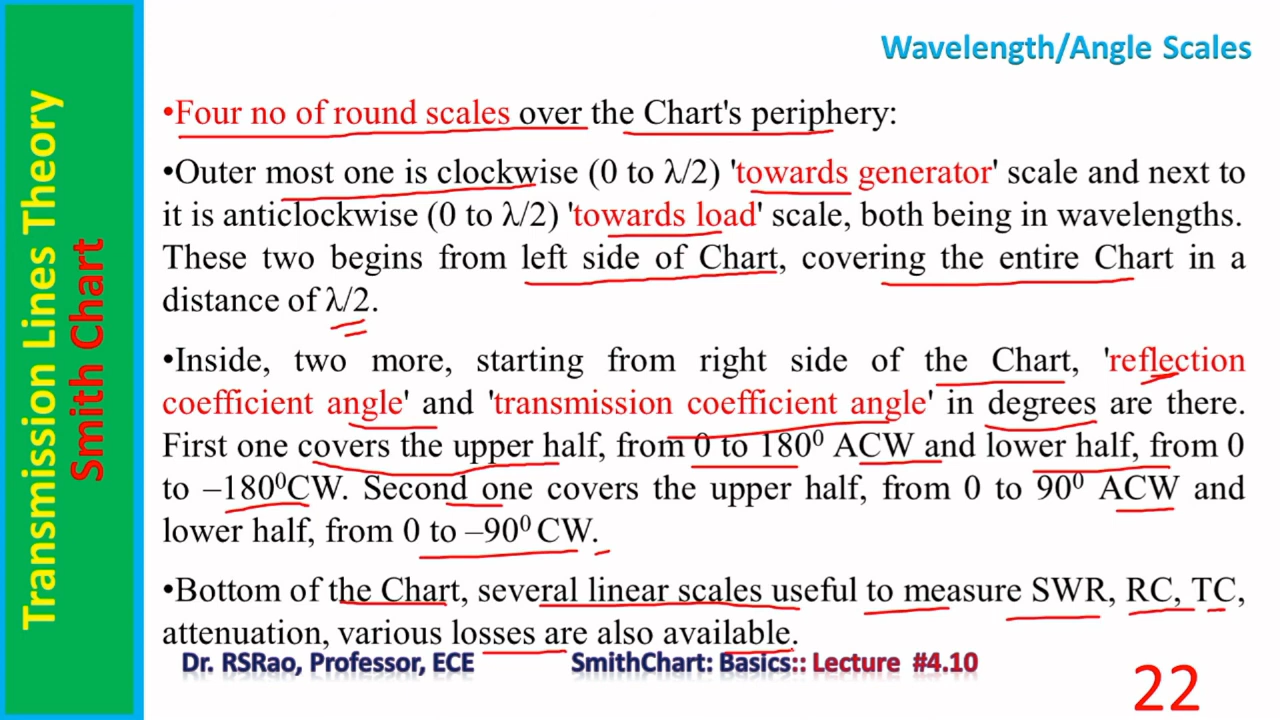 Transmission Lines Theory
Smith Chart
Wavelength/Angle Scales
•Four no of round scales over the Chart's periphery:
•Outer most one is clockwise (0 to λ/2) 'towards generator' scale and next to
it is anticlockwise (0 to λ/2) 'towards load' scale, both being in wavelengths.
These two begins from left side of Chart, covering the entire Chart in a
distance of λ/2.
•Inside, two more, starting from right side of the Chart, 'reflection
coefficient angle' and 'transmission coefficient angle' in degrees are there.
First one covers the upper half, from 0 to 180⁰ ACW and lower half, from 0
to –180⁰CW. Second one covers the upper half, from 0 to 90⁰ ACW and
lower half, from 0 to –90⁰ CW.
•Bottom of the Chart, several linear scales useful to measure SWR, RC, TC,
attenuation, various losses are also available.
Dr. RSRao, Professor, ECE SmithChart: Basics:: Lecture #4.10
22